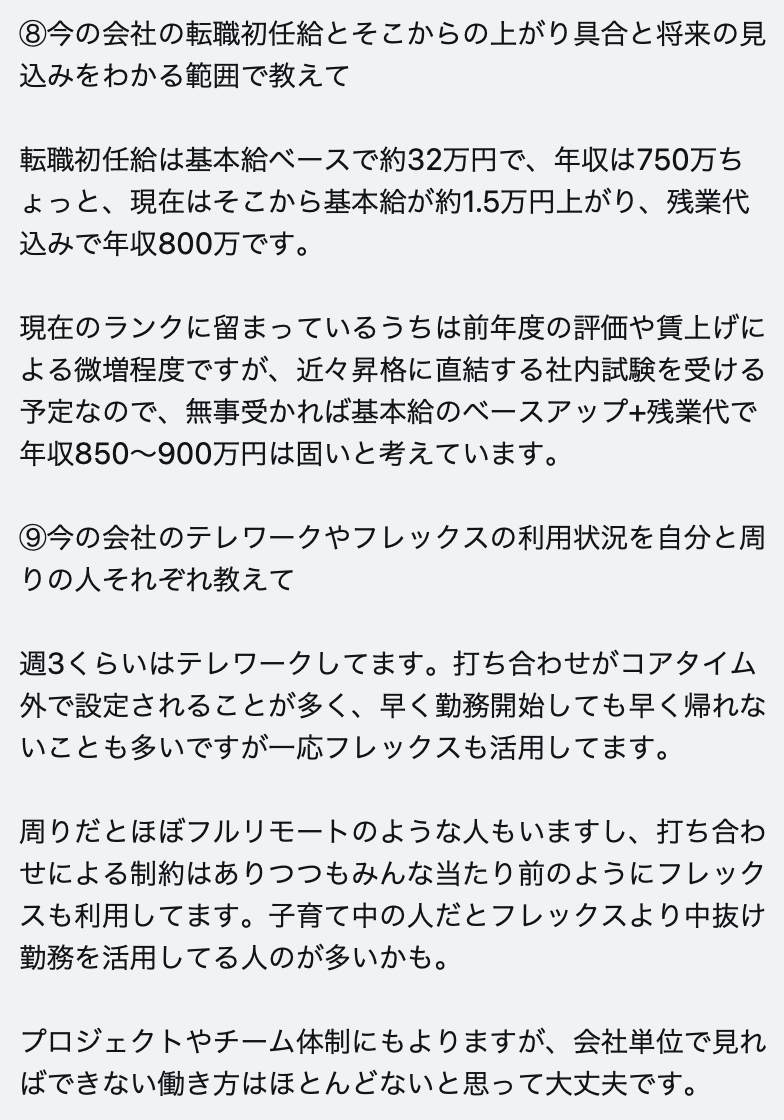 ⑧今の会社の転職初任給とそこからの上がり具合と将来の見
込みをわかる範囲で教えて
転職初任給は基本給ベースで約32万円で、年収は750万ち
ょっと、現在はそこから基本給が約1.5万円上がり、残業代
込みで年収800万です。
現在のランクに留まっているうちは前年度の評価や賃上げに
よる微増程度ですが、近々昇格に直結する社内試験を受ける
予定なので、無事受かれば基本給のベースアップ+残業代で
年収850〜900万円は固いと考えています。
⑨今の会社のテレワークやフレックスの利用状況を自分と周
りの人それぞれ教えて
週3くらいはテレワークしてます。打ち合わせがコアタイム
外で設定されることが多く、早く勤務開始しても早く帰れな
いことも多いですが一応フレックスも活用してます。
周りだとほぼフルリモートのような人もいますし、打ち合わ
せによる制約はありつつもみんな当たり前のようにフレック
スも利用してます。子育て中の人だとフレックスより中抜け
勤務を活用してる人のが多いかも。
プロジェクトやチーム体制にもよりますが、会社単位で見れ
ばできない働き方はほとんどないと思って大丈夫です。